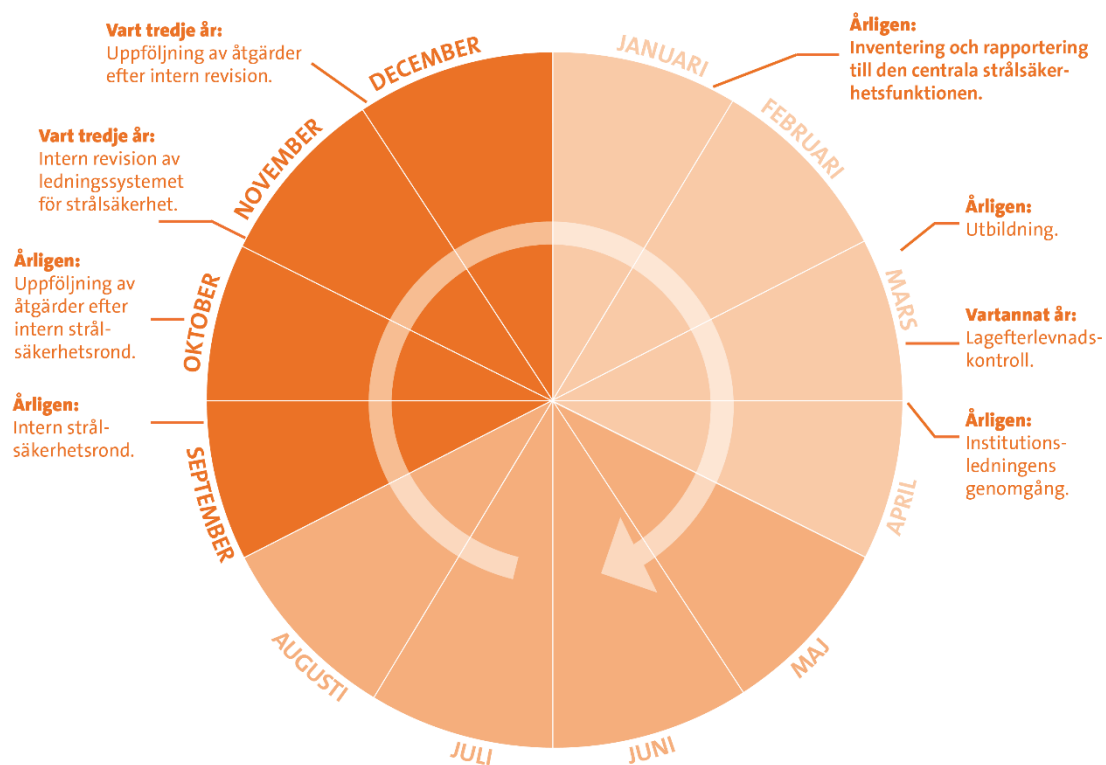 Vart tredje år:
Uppföljning av åtgärder
efter intern revision.
Vart tredje år:
Intern revision av
ledningssystemet
för strålsäkerhet.
Årligen:
Uppföljning av
åtgärder efter
intern strål-
säkerhetsrond.
Årligen:
Intern strål-
säkerhetsrond.
JANUARI
FEBRUARI
MARS
APRIL
MAJ
JUNI
JULI
AUGUSTI
SEPTEMBER
OKTOBER
NOVEMBER
DECEMBER
Årligen:
Inventering och rapportering
till den centrala strålsäker-
hetsfunktionen.
Årligen:
Utbildning.
Vartannat år:
Lagefterlevnads-
kontroll.
Årligen:
Institutions-
ledningens
genomgång.